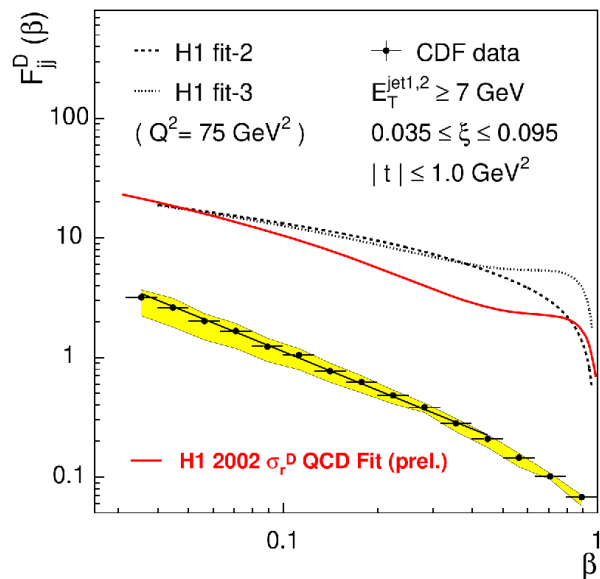 F_jj^D (β)
H1 fit-2
H1 fit-3
( Q²= 75 GeV² )
CDF data
E_T^jet1,2 ≥ 7 GeV
0.035 ≤ ξ ≤ 0.095
| t | ≤ 1.0 GeV²
100
10
1
0.1
H1 2002 σ_r^D QCD Fit (prel.)
0.1
1
β